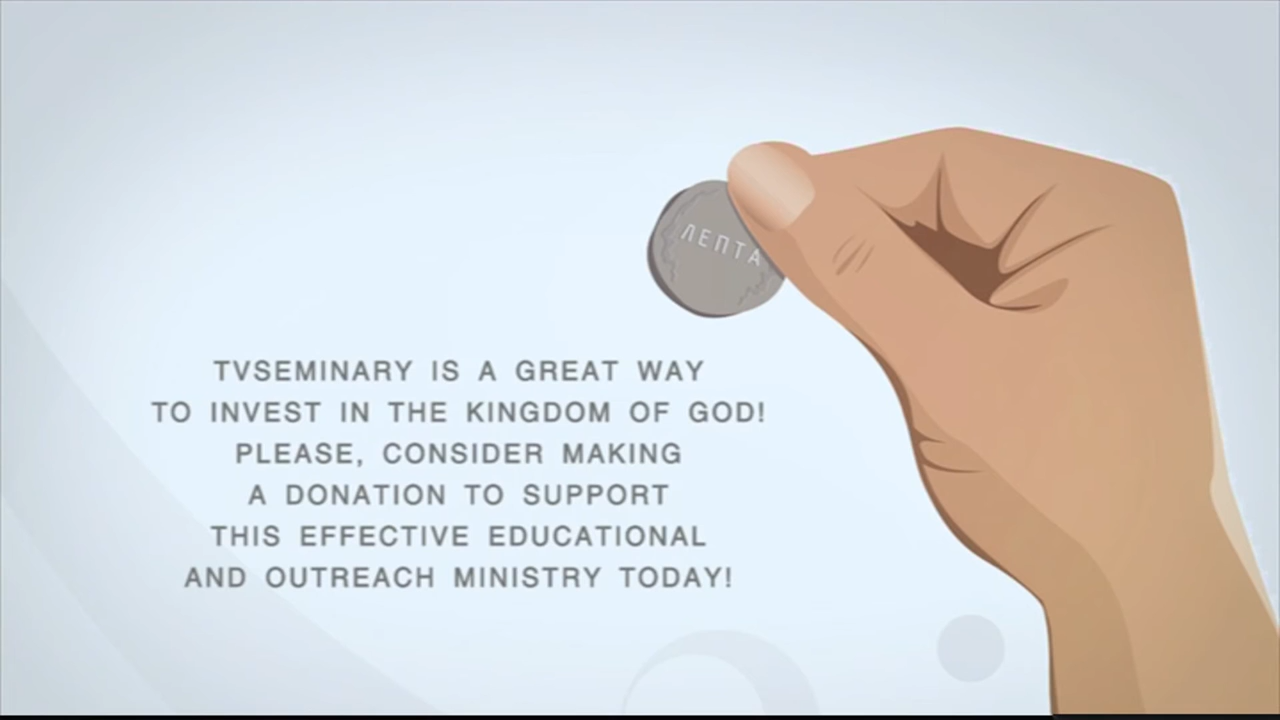 ЛЕПТА
TVSEMINARY IS A GREAT WAY
TO INVEST IN THE KINGDOM OF GOD!
PLEASE, CONSIDER MAKING
A DONATION TO SUPPORT
THIS EFFECTIVE EDUCATIONAL
AND OUTREACH MINISTRY TODAY!